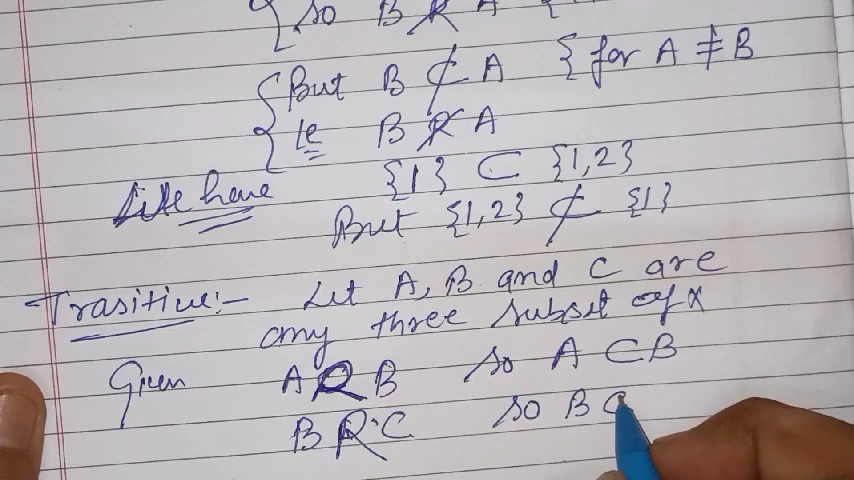 { so B R̸ A {
{ But B ⊄ A { for A ≠ B
{ ie B R̸ A
Like here {1} ⊂ {1,2}
But {1,2} ⊄ {1}
Trasitive:- Let A, B and C are
any three subset of X
Given A R B so A ⊂ B
B R C so B ⊂